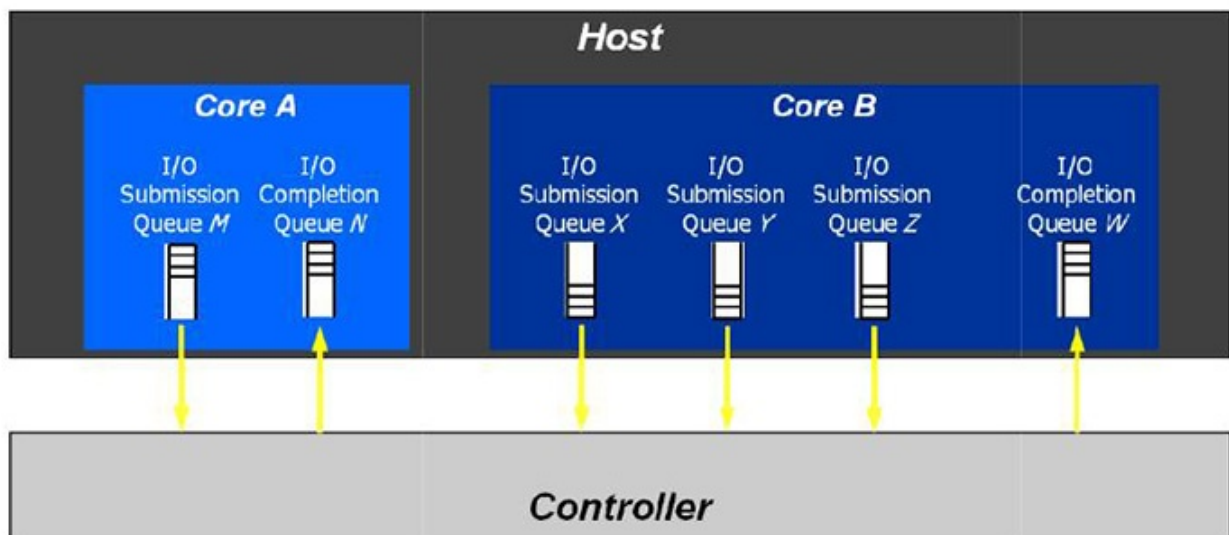 Host
Core A
I/O
Submission
Queue M
I/O
Completion
Queue N
Core B
I/O
Submission
Queue X
I/O
Submission
Queue Y
I/O
Submission
Queue Z
I/O
Completion
Queue W
Controller